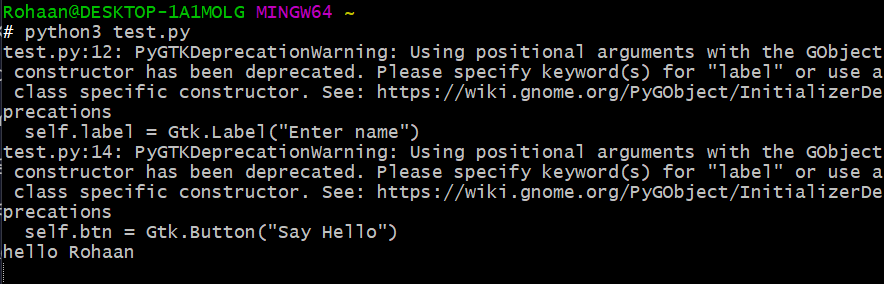 Rohaan@DESKTOP-1A1MOLG MINGW64 ~
# python3 test.py
test.py:12: PyGTKDeprecationWarning: Using positional arguments with the GObject
 constructor has been deprecated. Please specify keyword(s) for "label" or use a
 class specific constructor. See: https://wiki.gnome.org/PyGObject/InitializerDe
precations
  self.label = Gtk.Label("Enter name")
test.py:14: PyGTKDeprecationWarning: Using positional arguments with the GObject
 constructor has been deprecated. Please specify keyword(s) for "label" or use a
 class specific constructor. See: https://wiki.gnome.org/PyGObject/InitializerDe
precations
  self.btn = Gtk.Button("Say Hello")
hello Rohaan